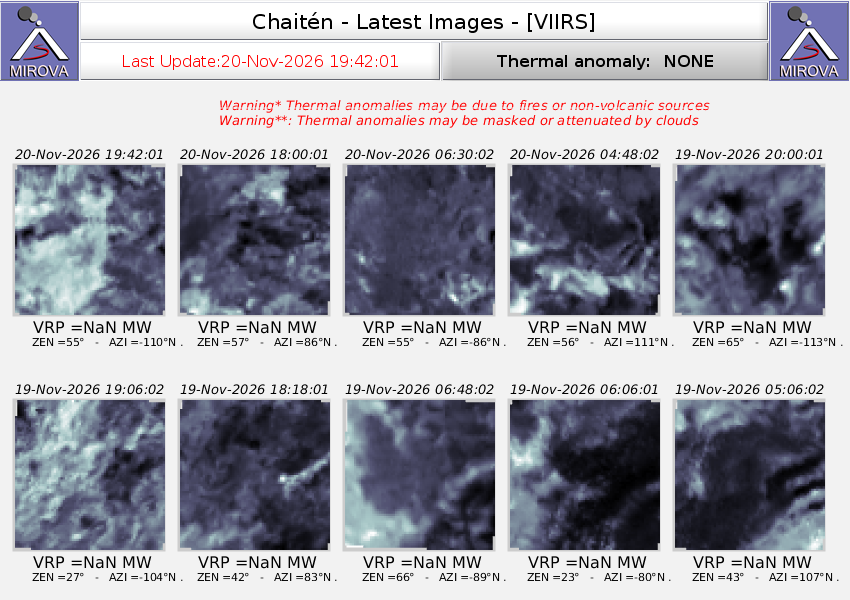 Chaitén - Latest Images - [VIIRS]
MIROVA
Last Update:20-Nov-2026 19:42:01
Thermal anomaly: NONE
MIROVA
Warning* Thermal anomalies may be due to fires or non-volcanic sources
Warning**: Thermal anomalies may be masked or attenuated by clouds
20-Nov-2026 19:42:01 20-Nov-2026 18:00:01 20-Nov-2026 06:30:02 20-Nov-2026 04:48:02 19-Nov-2026 20:00:01
VRP =NaN MW VRP =NaN MW VRP =NaN MW VRP =NaN MW VRP =NaN MW
ZEN =55° - AZI =-110°N . ZEN =57° - AZI =86°N . ZEN =55° - AZI =-86°N . ZEN =56° - AZI =111°N . ZEN =65° - AZI =-113°N .
19-Nov-2026 19:06:02 19-Nov-2026 18:18:01 19-Nov-2026 06:48:02 19-Nov-2026 06:06:01 19-Nov-2026 05:06:02
VRP =NaN MW VRP =NaN MW VRP =NaN MW VRP =NaN MW VRP =NaN MW
ZEN =27° - AZI =-104°N . ZEN =42° - AZI =83°N . ZEN =66° - AZI =-89°N . ZEN =23° - AZI =-80°N . ZEN =43° - AZI =107°N .